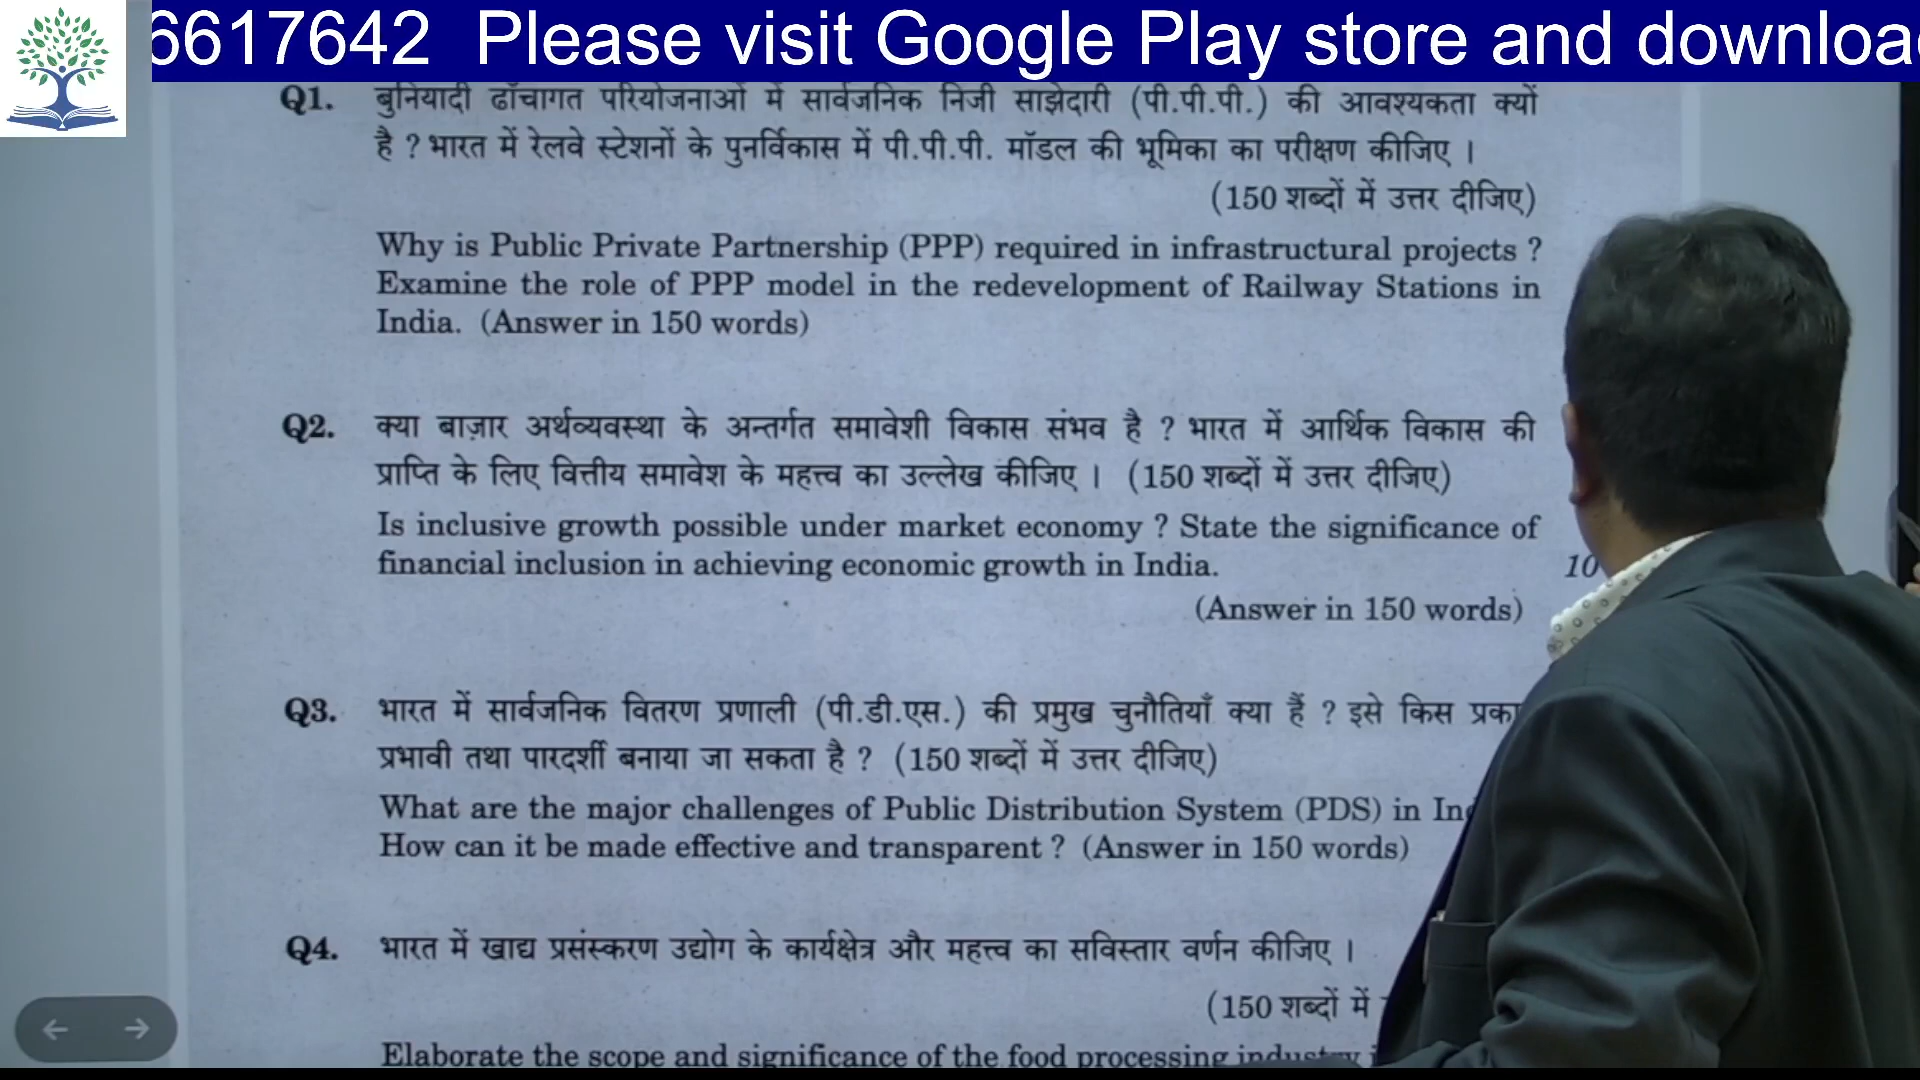 6617642 Please visit Google Play store and downloa
Q1. बुनियादी ढाँचागत परियोजनाओं में सार्वजनिक निजी साझेदारी (पी.पी.पी.) की आवश्यकता क्यों
है ? भारत में रेलवे स्टेशनों के पुनर्विकास में पी.पी.पी. मॉडल की भूमिका का परीक्षण कीजिए ।
(150 शब्दों में उत्तर दीजिए)
Why is Public Private Partnership (PPP) required in infrastructural projects ?
Examine the role of PPP model in the redevelopment of Railway Stations in
India. (Answer in 150 words)
Q2. क्या बाज़ार अर्थव्यवस्था के अन्तर्गत समावेशी विकास संभव है ? भारत में आर्थिक विकास की
प्राप्ति के लिए वित्तीय समावेश के महत्त्व का उल्लेख कीजिए । (150 शब्दों में उत्तर दीजिए)
Is inclusive growth possible under market economy ? State the significance of
financial inclusion in achieving economic growth in India. 10
(Answer in 150 words)
Q3. भारत में सार्वजनिक वितरण प्रणाली (पी.डी.एस.) की प्रमुख चुनौतियाँ क्या हैं ? इसे किस
प्रभावी तथा पारदर्शी बनाया जा सकता है ? (150 शब्दों में उत्तर दीजिए)
What are the major challenges of Public Distribution System (PDS) in
How can it be made effective and transparent ? (Answer in 150 words)
Q4. भारत में खाद्य प्रसंस्करण उद्योग के कार्यक्षेत्र और महत्त्व का सविस्तार वर्णन कीजिए ।
(150 शब्दों में
Elaborate the scope and significance of the food processing industry